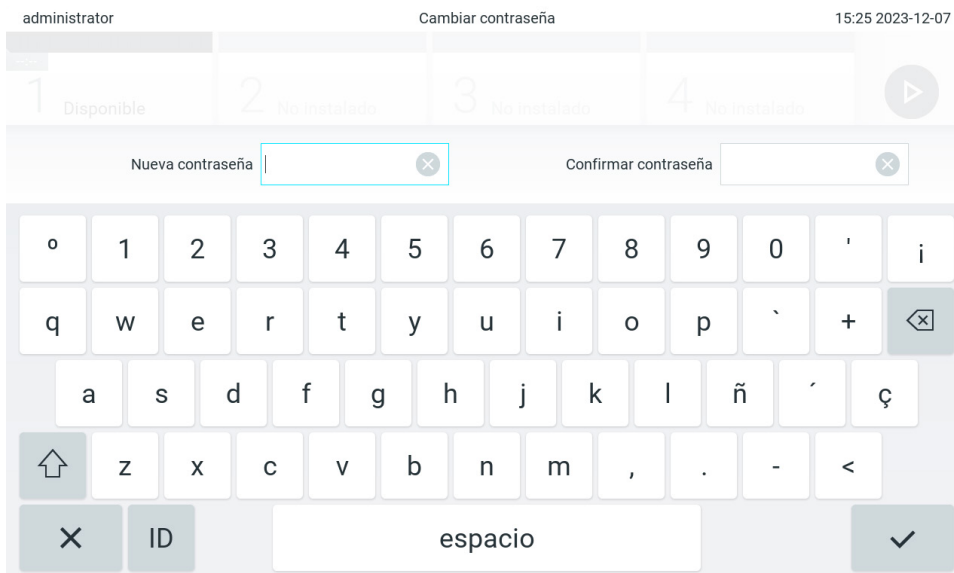 administrator Cambiar contraseña 15:25 2023-12-07
1 Disponible 2 No instalado 3 No instalado 4 No instalado
Nueva contraseña Confirmar contraseña
º 1 2 3 4 5 6 7 8 9 0 ' ¡
q w e r t y u i o p ` +
a s d f g h j k l ñ ´ ç
z x c v b n m , . - <
ID espacio